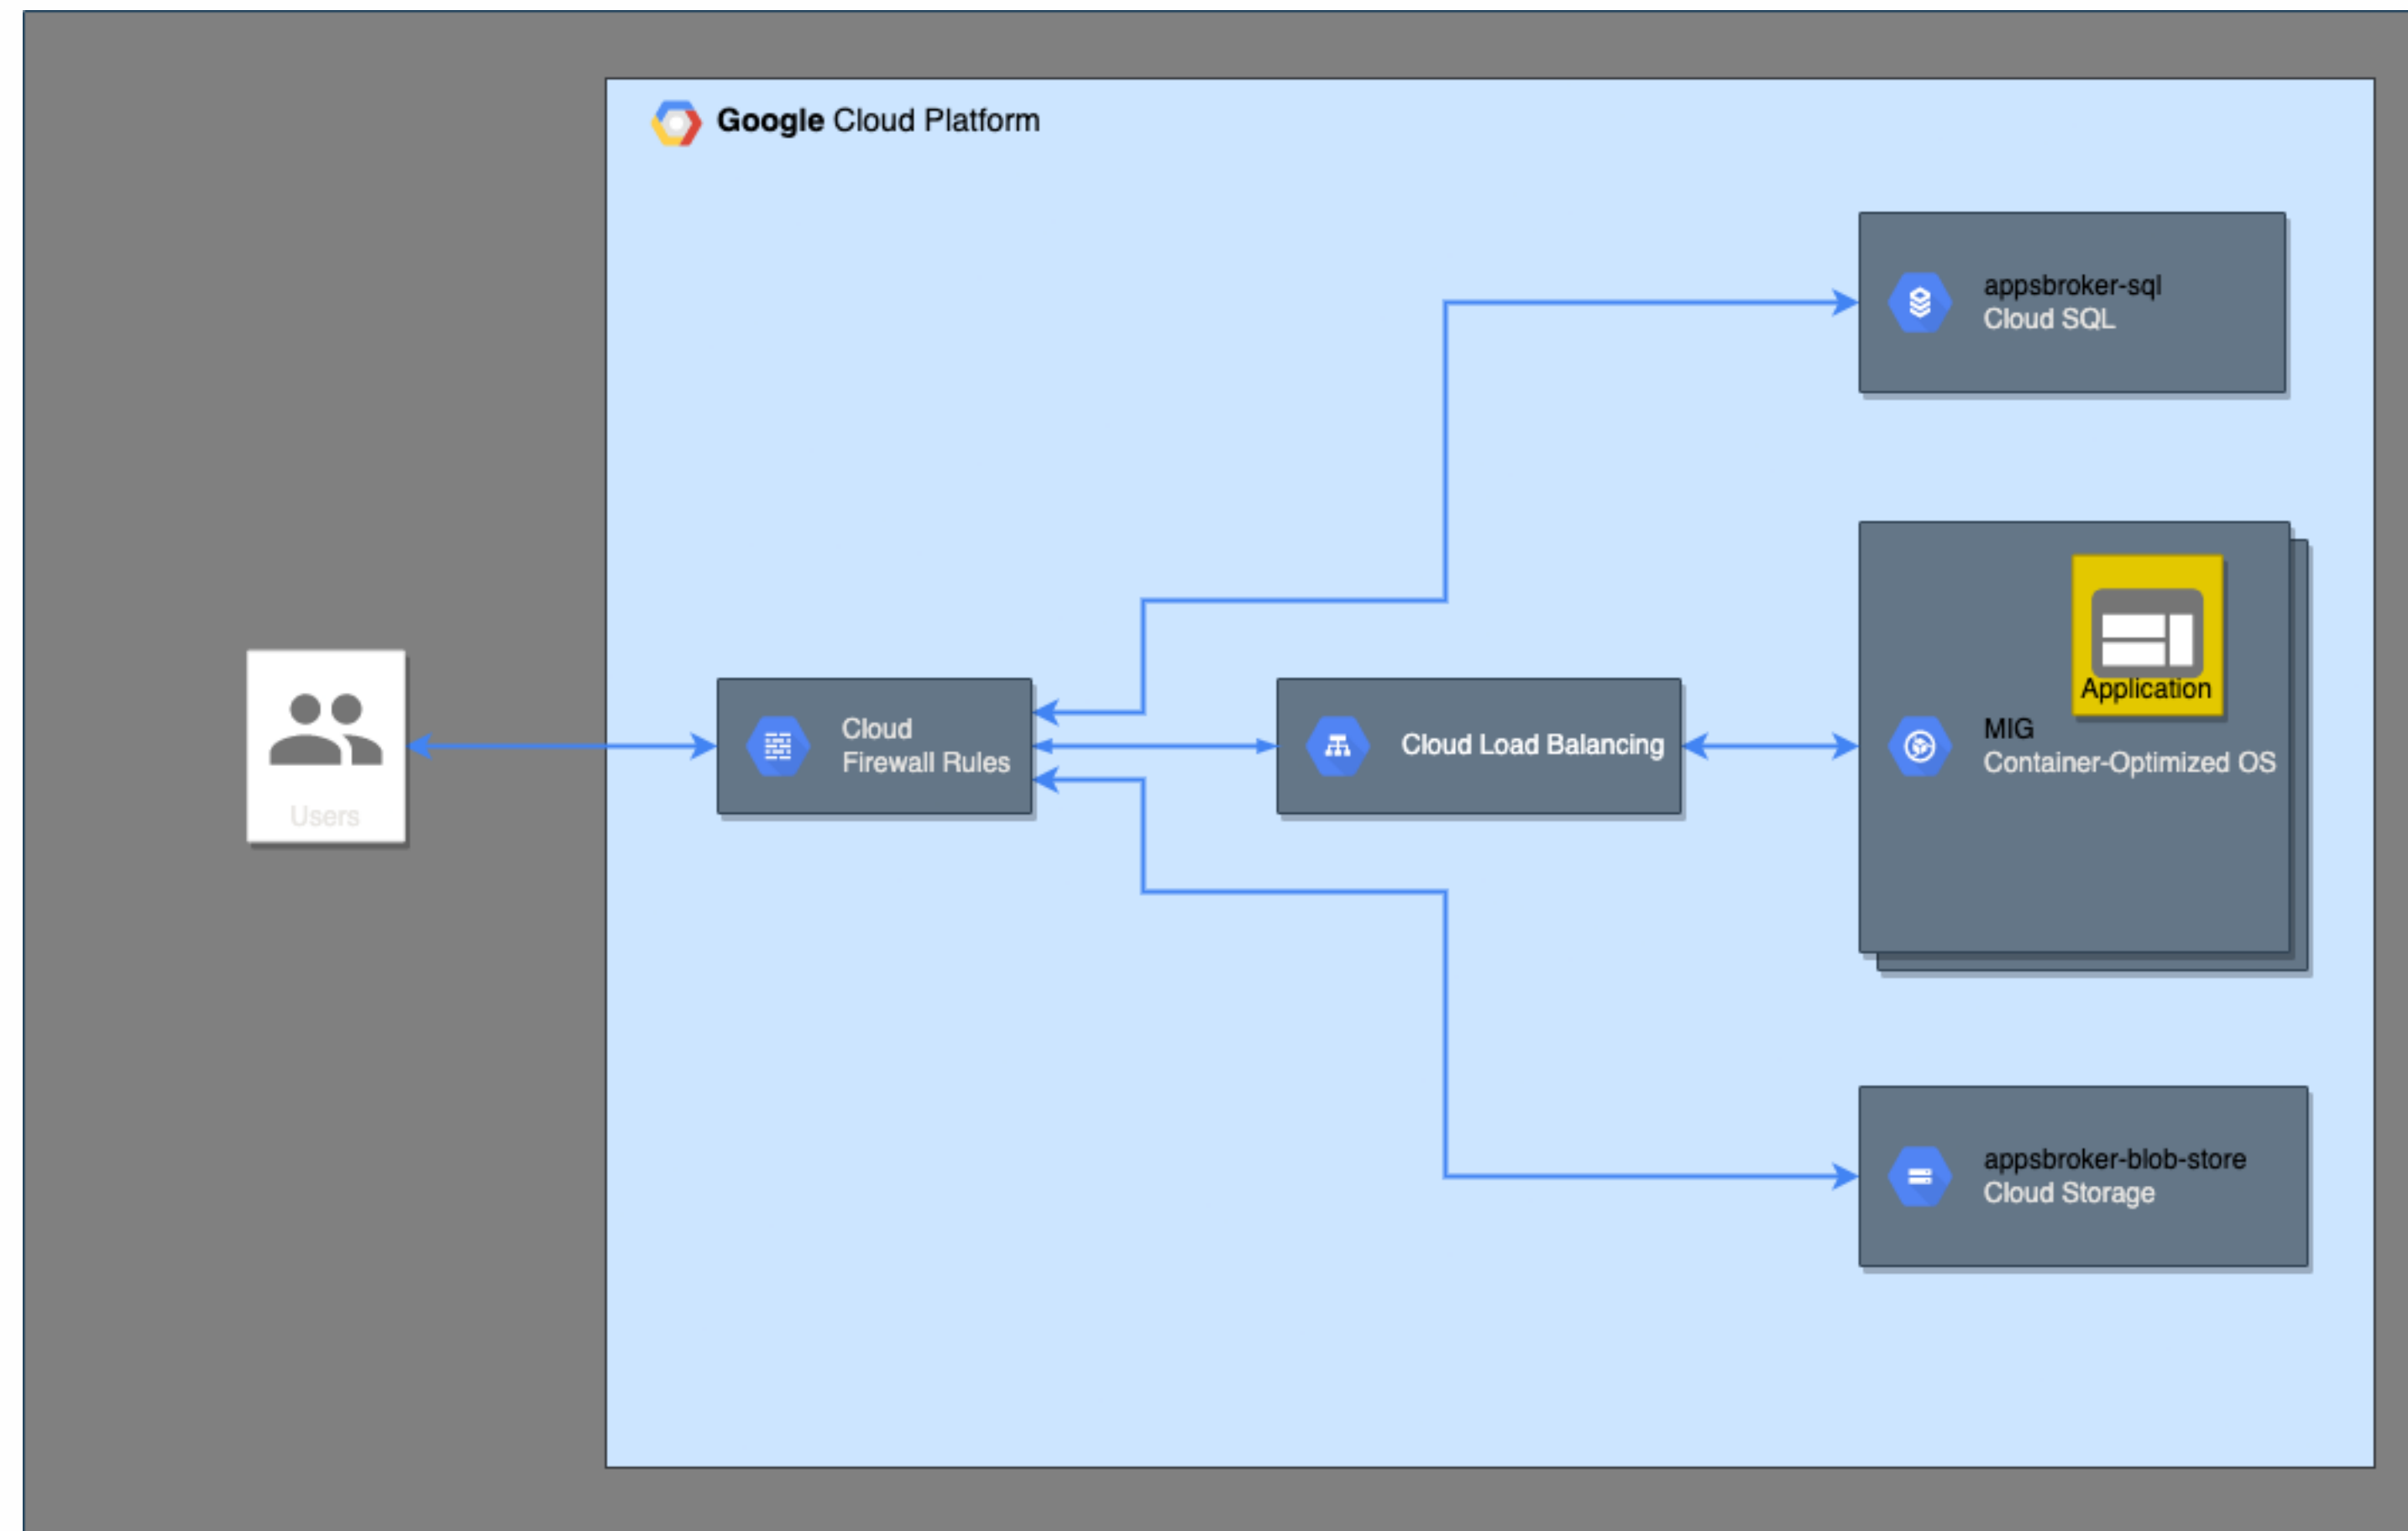 Google Cloud Platform
appsbroker-sql
Cloud SQL
Application
MIG
Container-Optimized OS
Cloud
Firewall Rules
Cloud Load Balancing
Users
appsbroker-blob-store
Cloud Storage